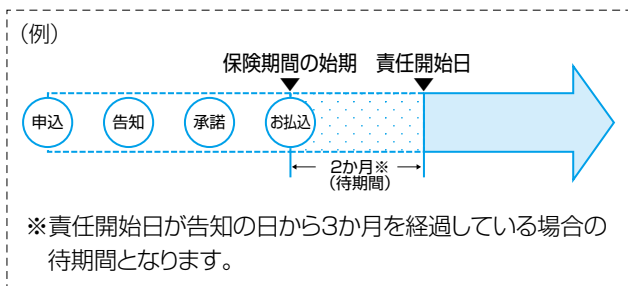 (例)
保険期間の始期 責任開始日
申込 告知 承諾 お払込
2か月※
(待期間)
※責任開始日が告知の日から3か月を経過している場合の
待期間となります。